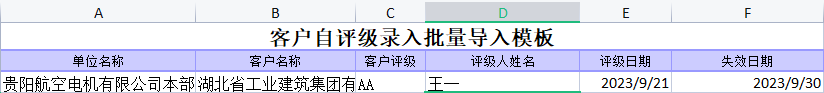 A B C D E F
客户自评级录入批量导入模板
单位名称 客户名称 客户评级 评级人姓名 评级日期 失效日期
贵阳航空电机有限公司本部 湖北省工业建筑集团有 AA 王一 2023/9/21 2023/9/30